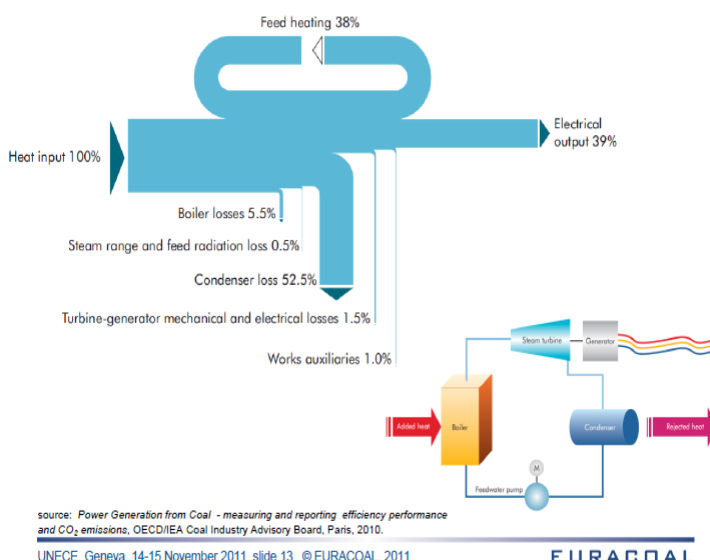 Feed heating 38%
Electrical
output 39%
Heat input 100%
Boiler losses 5.5%
Steam range and feed radiation loss 0.5%
Condenser loss 52.5%
Turbine-generator mechanical and electrical losses 1.5%
Works auxiliaries 1.0%
Steam turbine
Generator
Added heat
Boiler
Condenser
Rejected heat
M
Feedwater pump
source: Power Generation from Coal - measuring and reporting efficiency performance
and CO₂ emissions, OECD/IEA Coal Industry Advisory Board, Paris, 2010.
UNECE, Geneva, 14-15 November 2011, slide 13 © EURACOAL, 2011
EURACOAL